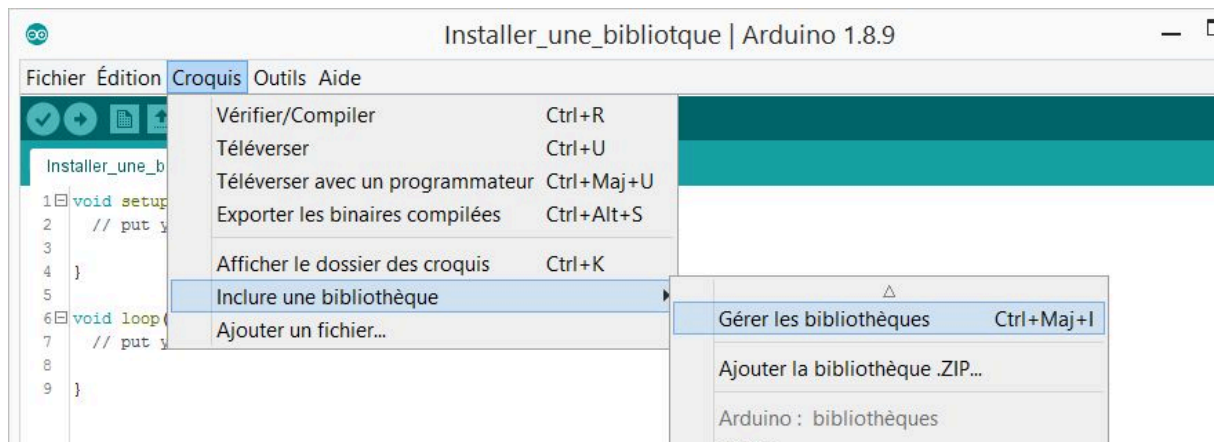 Installer_une_bibliotque | Arduino 1.8.9
Fichier Édition Croquis Outils Aide
Vérifier/Compiler Ctrl+R
Téléverser Ctrl+U
Installer_une_b
Téléverser avec un programmateur Ctrl+Maj+U
1 void setup
Exporter les binaires compilées Ctrl+Alt+S
2 // put y
3
Afficher le dossier des croquis Ctrl+K
4 }
5
Inclure une bibliothèque
6 void loop(
Gérer les bibliothèques Ctrl+Maj+I
Ajouter un fichier...
7 // put y
8
Ajouter la bibliothèque .ZIP...
9 }
Arduino : bibliothèques